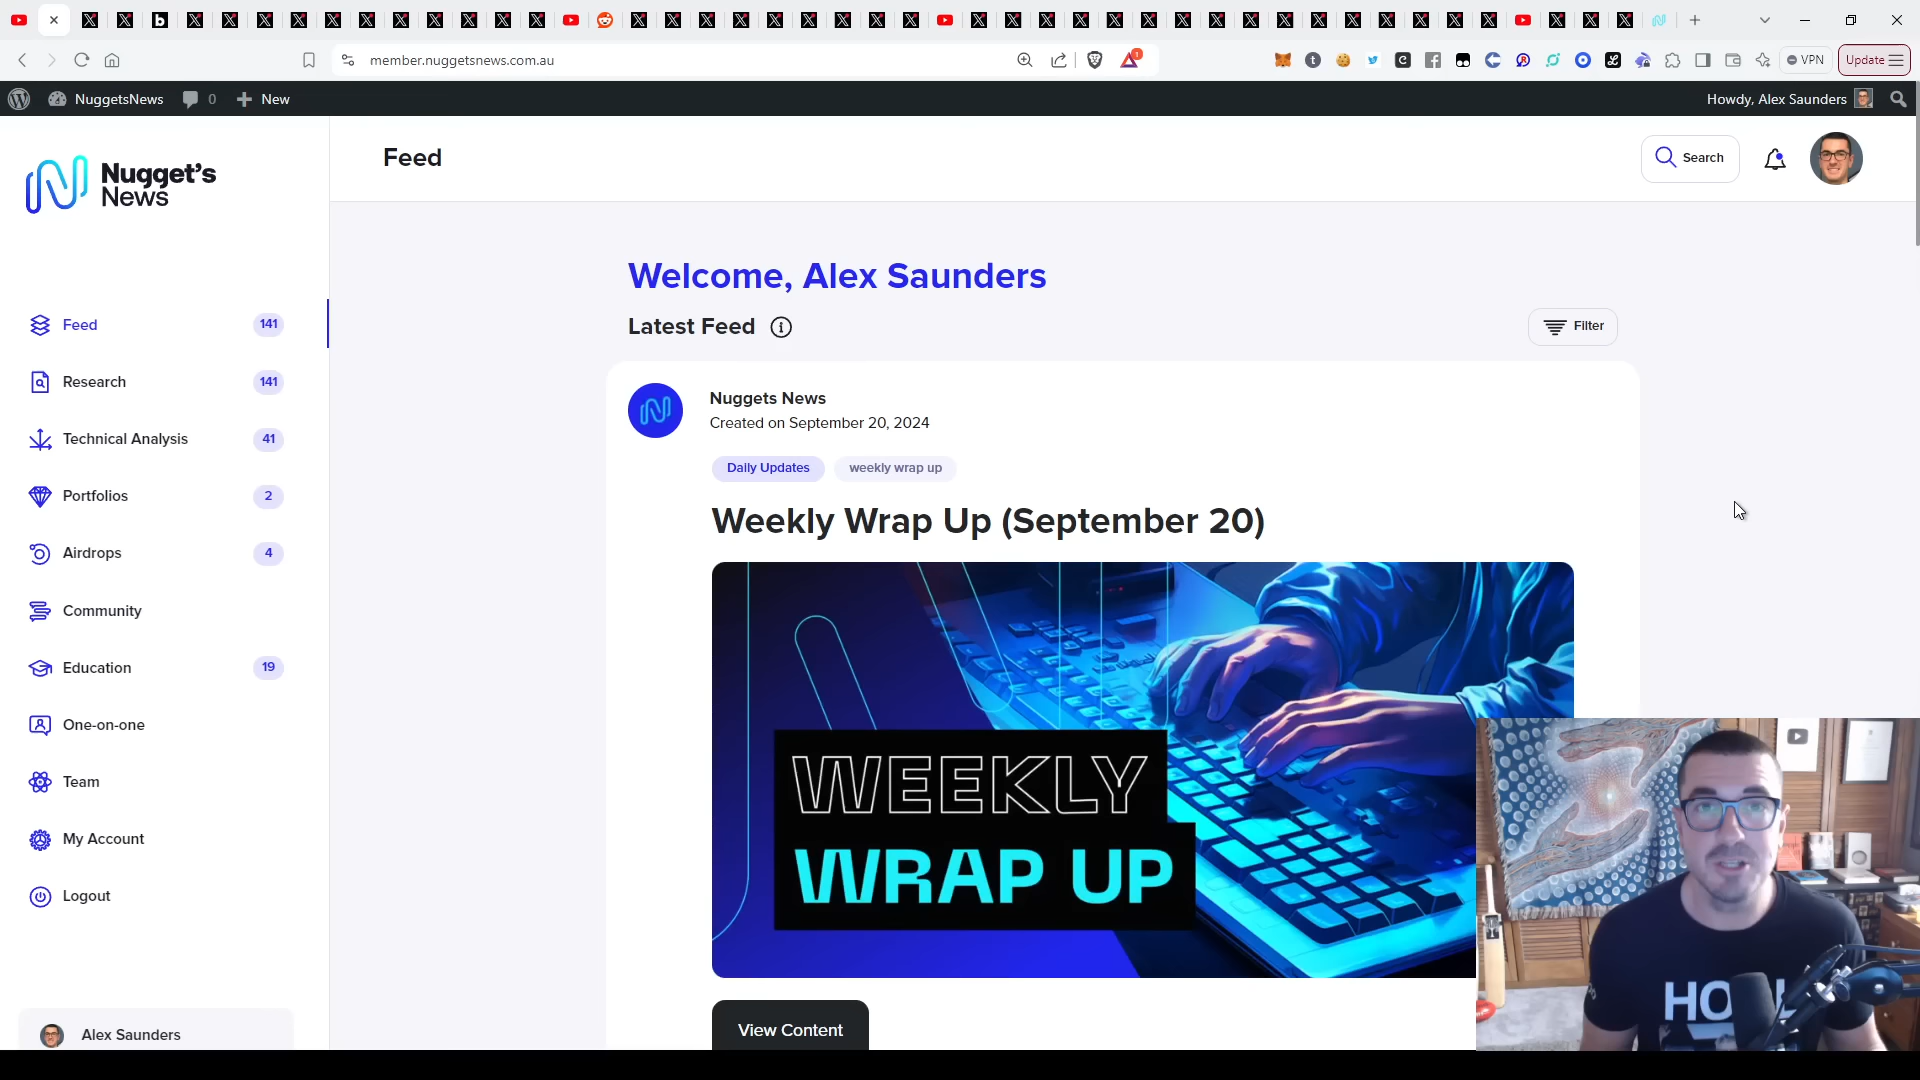 member.nuggetsnews.com.au
1
VPN
Update
NuggetsNews
0
New
Howdy, Alex Saunders
Nugget's
News
Feed
Search
Feed 141
Research 141
Technical Analysis 41
Portfolios 2
Airdrops 4
Community
Education 19
One-on-one
Team
My Account
Logout
Alex Saunders
Welcome, Alex Saunders
Latest Feed
Filter
Nuggets News
Created on September 20, 2024
Daily Updates
weekly wrap up
Weekly Wrap Up (September 20)
WEEKLY
WRAP UP
View Content